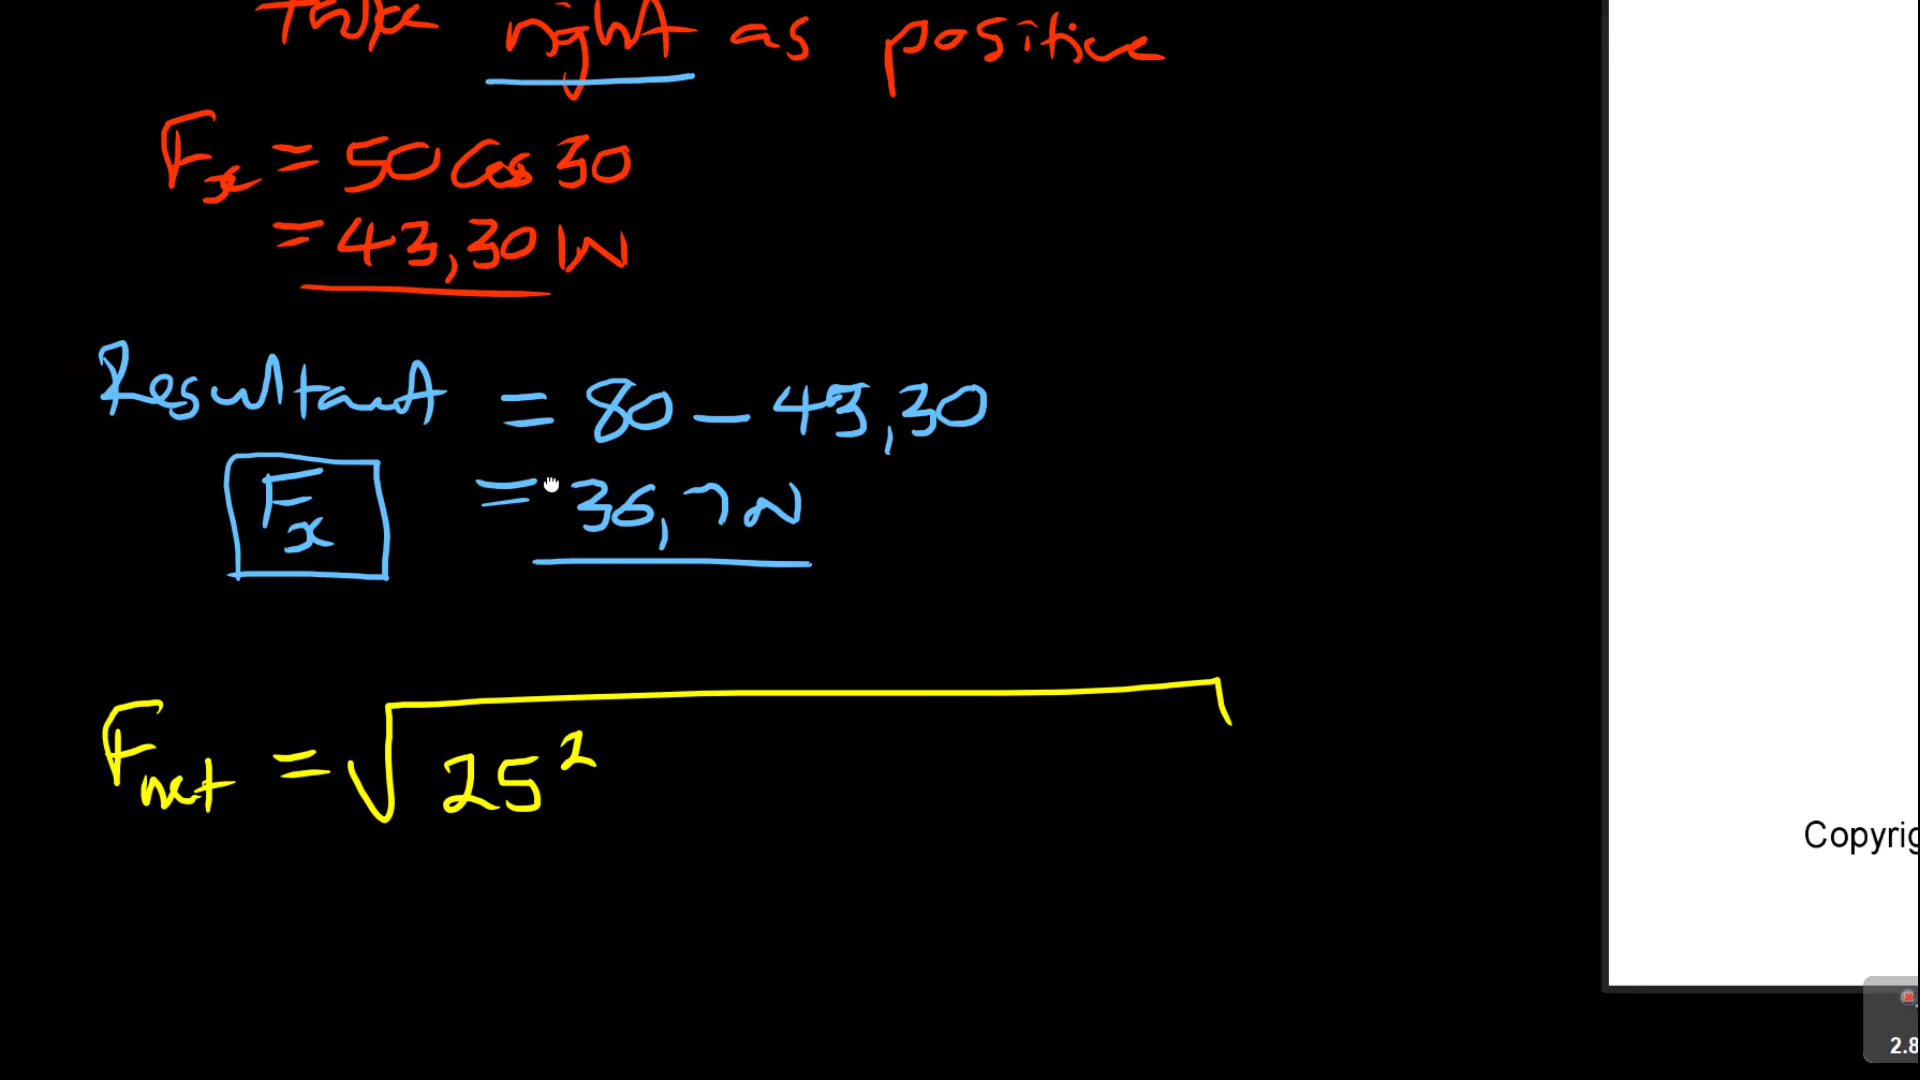 Take right as positive
Fx = 50 Cos 30
= 43,30 N
Resultant = 80 - 43,30
Fx = 36,7 N
Fnet = √25²
Copyrig
2.8